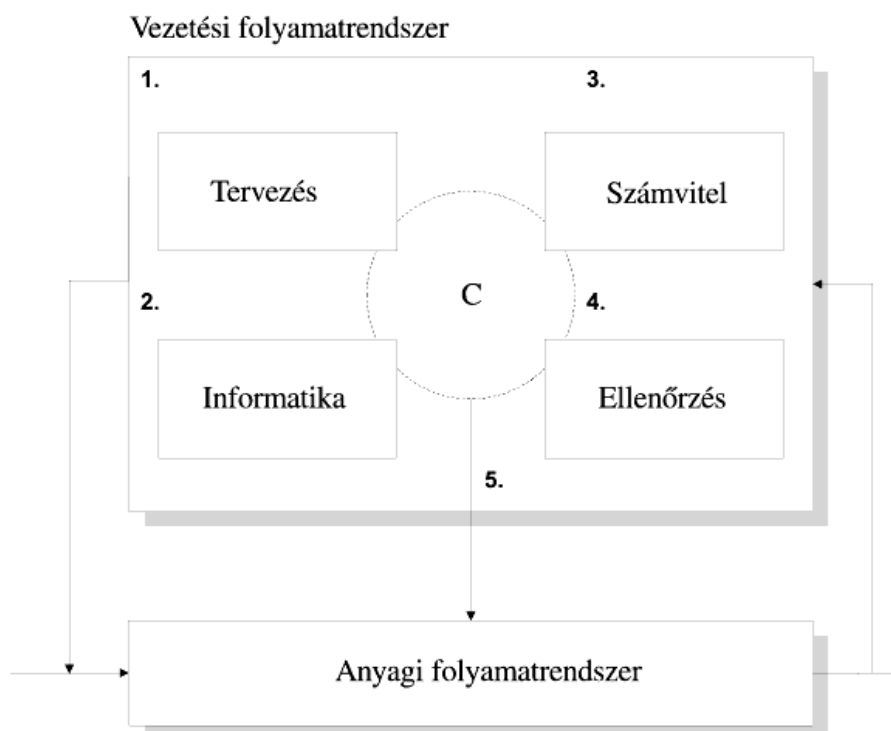 Vezetési folyamatrendszer
1.
3.
Tervezés
Számvitel
C
2.
4.
Informatika
Ellenőrzés
5.
Anyagi folyamatrendszer